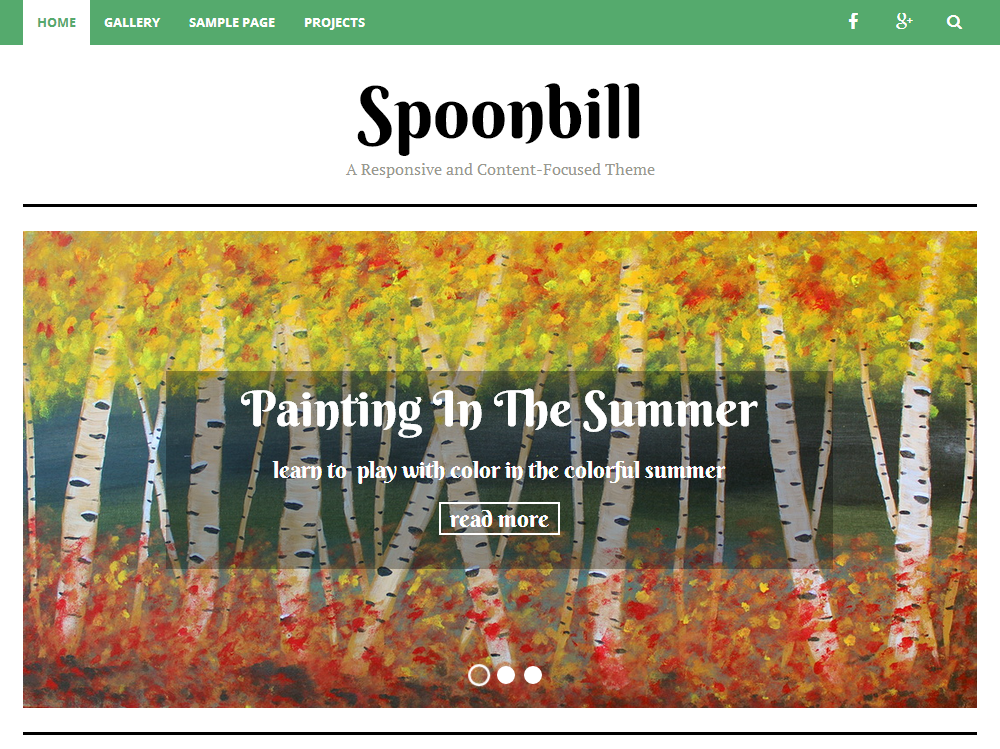 HOME GALLERY SAMPLE PAGE PROJECTS
Spoonbill
A Responsive and Content-Focused Theme
Painting In The Summer
learn to play with color in the colorful summer
read more